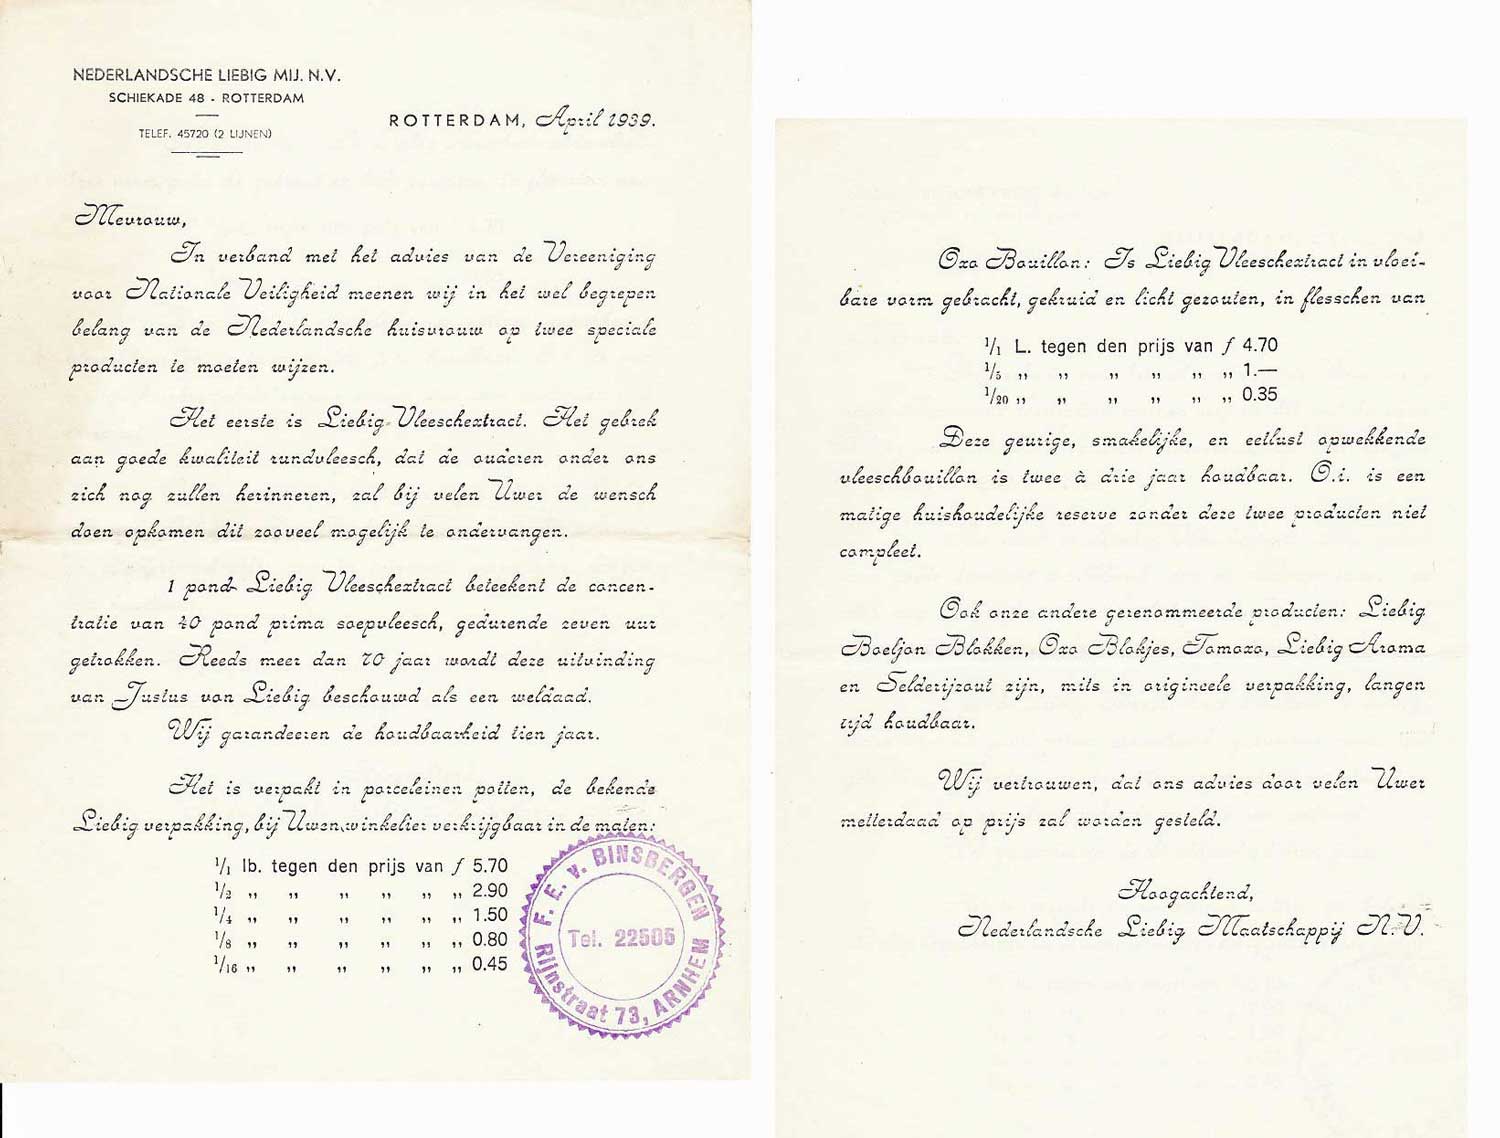 NEDERLANDSCHE LIEBIG MIJ. N.V.
SCHIEKADE 48 - ROTTERDAM
TELEF. 45720 (2 LIJNEN)
ROTTERDAM, April 1939.
Mevrouw,
In verband met het advies van de Vereeniging
voor Nationale Veiligheid meenen wij in het wel begrepen
belang van de Nederlandsche huisvrouw op twee speciale
producten te moeten wijzen.
Het eerste is Liebig Vleeschextract. Het gebrek
aan goede kwaliteit rundvleesch, dat de ouderen onder ons
zich nog zullen herinneren, zal bij velen Uwer de wensch
doen opkomen dit zooveel mogelijk te ondervangen.
1 pond Liebig Vleeschextract beteekent de concen-
tratie van 40 pond prima soepvleesch, gedurende zeven uur
getrokken. Reeds meer dan 70 jaar wordt deze uitvinding
van Justus von Liebig beschouwd als een weldaad.
Wij garandeeren de houdbaarheid tien jaar.
Het is verpakt in porceleinen potten, de bekende
Liebig verpakking, bij Uwen winkelier verkrijgbaar in de maten:
1/1 lb. tegen den prijs van f 5.70
1/2 ,, ,, ,, ,, ,, ,, 2.90
1/4 ,, ,, ,, ,, ,, ,, 1.50
1/8 ,, ,, ,, ,, ,, ,, 0.80
1/16 ,, ,, ,, ,, ,, ,, 0.45
F. E. v. BINSBERGEN
Tel. 22505
Rijnstraat 73, ARNHEM
Oxo Bouillon: Is Liebig Vleeschextract in vloei-
bare vorm gebracht, gekruid en licht gezouten, in flesschen van
1/1 L. tegen den prijs van f 4.70
1/5 ,, ,, ,, ,, ,, ,, 1.—
1/20 ,, ,, ,, ,, ,, ,, 0.35
Deze geurige, smakelijke, en eetlust opwekkende
vleeschbouillon is twee à drie jaar houdbaar. O.i. is een
matige huishoudelijke reserve zonder deze twee producten niet
compleet.
Ook onze andere gerenommeerde producten: Liebig
Boeljon Blokken, Oxo Blokjes, Tomoxo, Liebig Aroma
en Selderijzout zijn, mits in origineele verpakking, langen
tijd houdbaar.
Wij vertrouwen, dat ons advies door velen Uwer
metterdaad op prijs zal worden gesteld.
Hoogachtend,
Nederlandsche Liebig Maatschappij N.V.